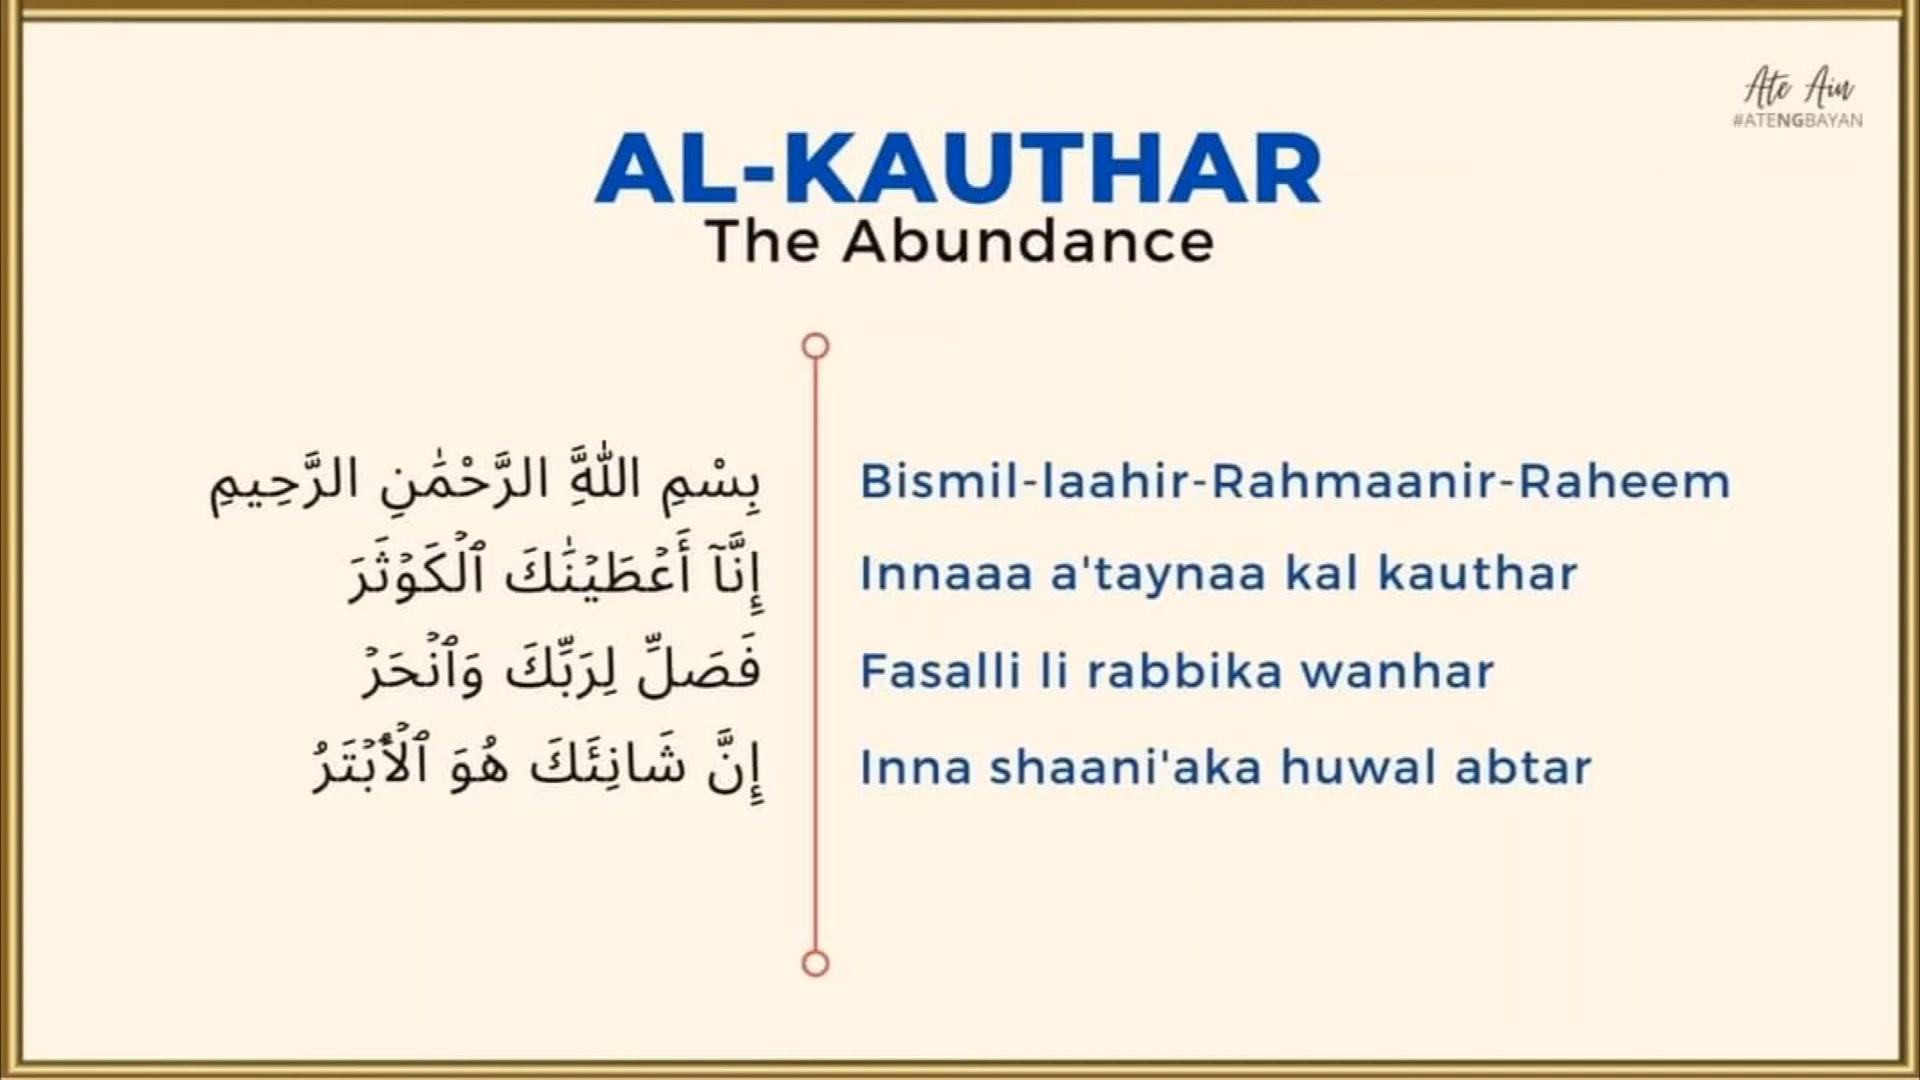 Ate Ain
#ATENGBAYAN
AL-KAUTHAR
The Abundance
بِسْمِ اللَّهِ الرَّحْمَٰنِ الرَّحِيمِ
Bismil-laahir-Rahmaanir-Raheem
إِنَّآ أَعۡطَيۡنَٰكَ ٱلۡكَوۡثَرَ
Innaaa a'taynaa kal kauthar
فَصَلِّ لِرَبِّكَ وَٱنۡحَرۡ
Fasalli li rabbika wanhar
إِنَّ شَانِئَكَ هُوَ ٱلۡأَبۡتَرُ
Inna shaani'aka huwal abtar